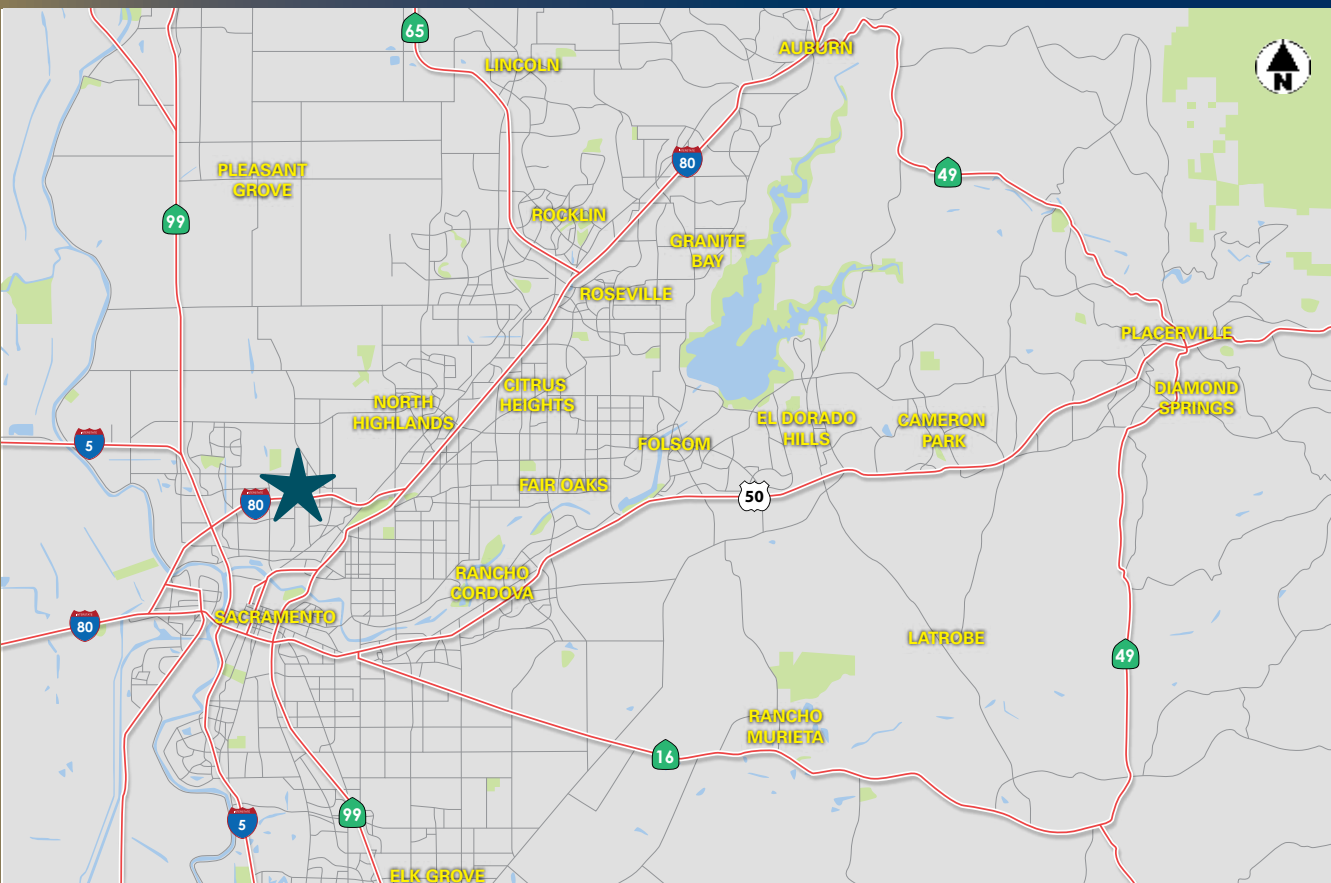 65
AUBURN
LINCOLN
N
80
PLEASANT
GROVE
49
99
ROCKLIN
GRANITE
BAY
ROSEVILLE
PLACERVILLE
CITRUS
HEIGHTS
DIAMOND
SPRINGS
NORTH
HIGHLANDS
EL DORADO
HILLS
CAMERON
PARK
5
FOLSOM
FAIR OAKS
50
80
RANCHO
CORDOVA
SACRAMENTO
80
LATROBE
49
RANCHO
MURIETA
16
99
5
ELK GROVE